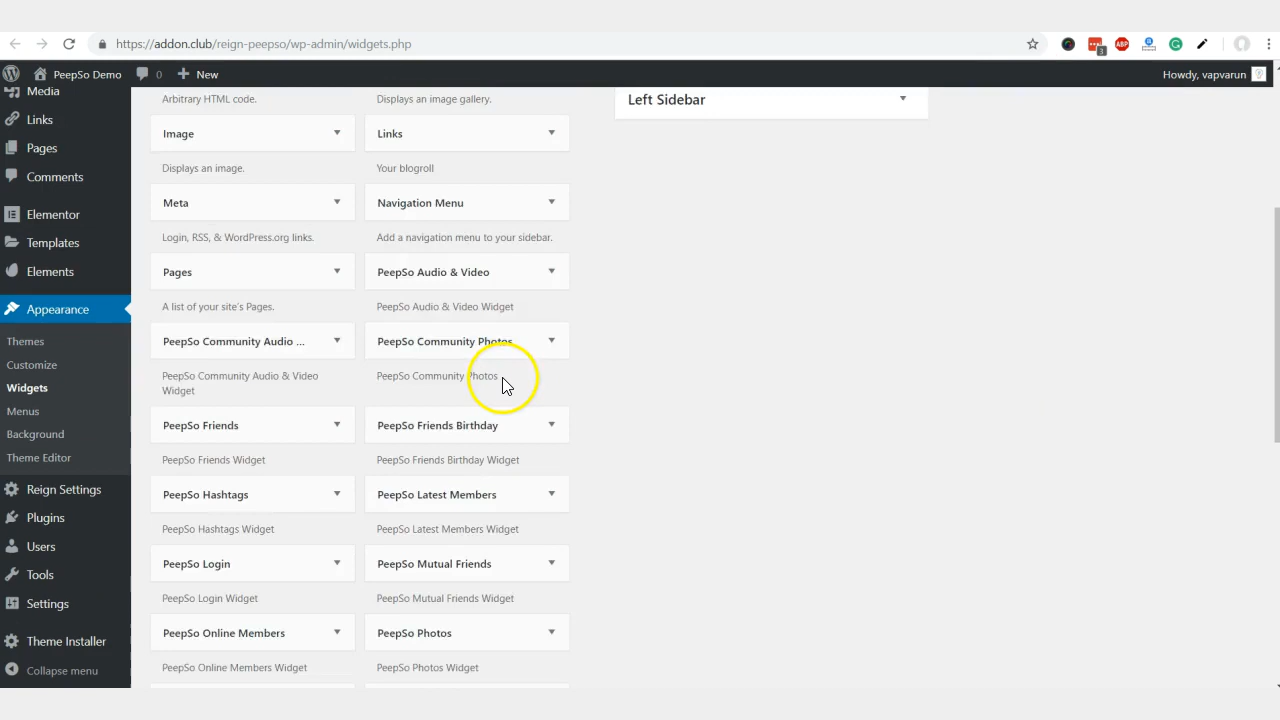 https://addon.club/reign-peepso/wp-admin/widgets.php
3
ABP
PeepSo Demo
0
New
Howdy, vapvarun
Media
Links
Pages
Comments
Elementor
Templates
Elements
Appearance
Themes
Customize
Widgets
Menus
Background
Theme Editor
Reign Settings
Plugins
Users
Tools
Settings
Theme Installer
Collapse menu
Arbitrary HTML code.
Displays an image gallery.
Image
Links
Displays an image.
Your blogroll
Meta
Navigation Menu
Login, RSS, & WordPress.org links.
Add a navigation menu to your sidebar.
Pages
PeepSo Audio & Video
A list of your site's Pages.
PeepSo Audio & Video Widget
PeepSo Community Audio ...
PeepSo Community Photos
PeepSo Community Audio & Video
Widget
PeepSo Community Photos
PeepSo Friends
PeepSo Friends Birthday
PeepSo Friends Widget
PeepSo Friends Birthday Widget
PeepSo Hashtags
PeepSo Latest Members
PeepSo Hashtags Widget
PeepSo Latest Members Widget
PeepSo Login
PeepSo Mutual Friends
PeepSo Login Widget
PeepSo Mutual Friends Widget
PeepSo Online Members
PeepSo Photos
PeepSo Online Members Widget
PeepSo Photos Widget
Left Sidebar